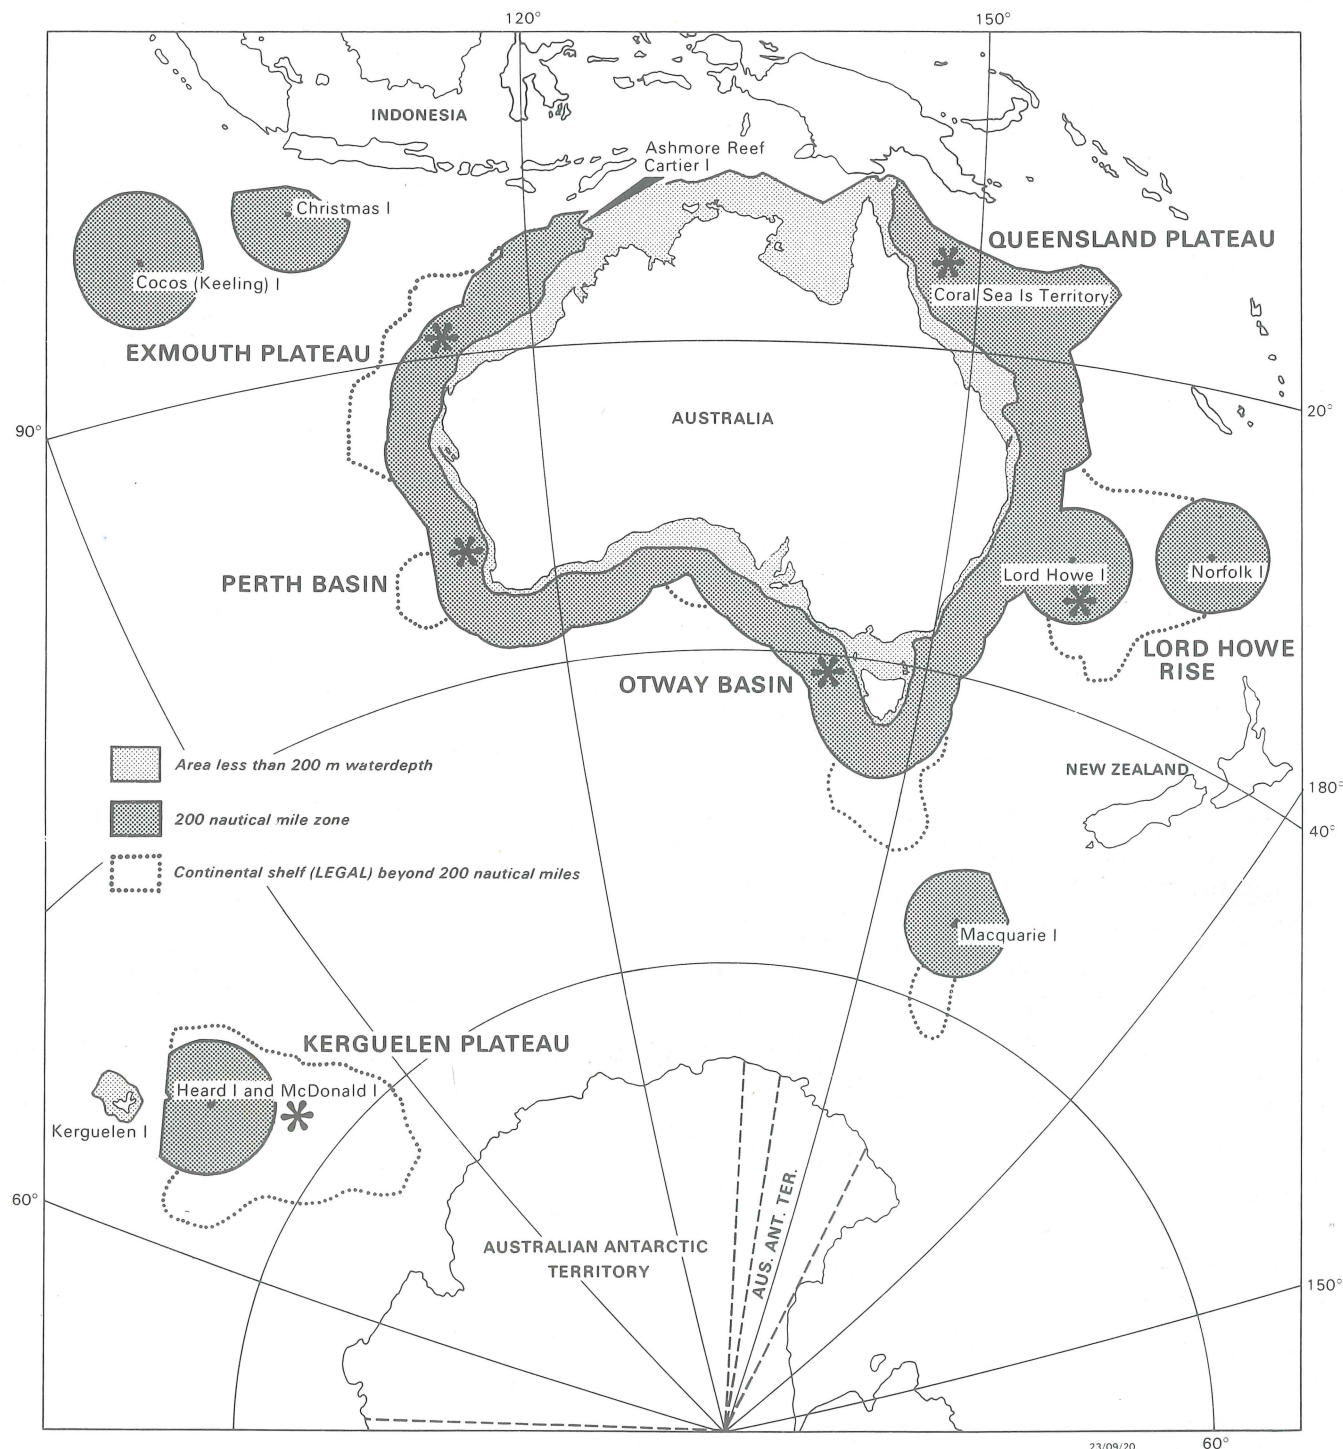 120°
150°
INDONESIA
Ashmore Reef
Cartier I
Christmas I
QUEENSLAND PLATEAU
Cocos (Keeling) I
Coral Sea Is Territory
EXMOUTH PLATEAU
AUSTRALIA
20°
90°
PERTH BASIN
Lord Howe I
Norfolk I
LORD HOWE
RISE
OTWAY BASIN
Area less than 200 m waterdepth
NEW ZEALAND
180°
200 nautical mile zone
40°
Continental shelf (LEGAL) beyond 200 nautical miles
Macquarie I
KERGUELEN PLATEAU
Heard I and McDonald I
Kerguelen I
60°
AUS. ANT. TER.
AUSTRALIAN ANTARCTIC
TERRITORY
150°
23/09/20
60°